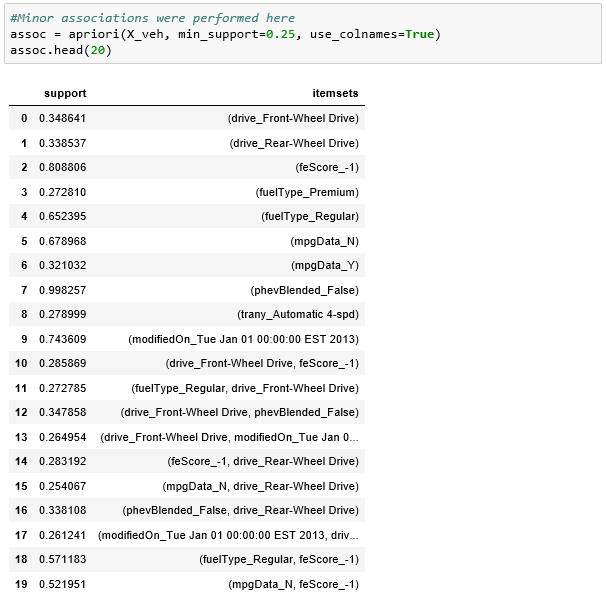 #Minor associations were performed here
assoc = apriori(X_veh, min_support=0.25, use_colnames=True)
assoc.head(20)
support itemsets
0 0.348641 (drive_Front-Wheel Drive)
1 0.338537 (drive_Rear-Wheel Drive)
2 0.808806 (feScore_-1)
3 0.272810 (fuelType_Premium)
4 0.652395 (fuelType_Regular)
5 0.678968 (mpgData_N)
6 0.321032 (mpgData_Y)
7 0.998257 (phevBlended_False)
8 0.278999 (trany_Automatic 4-spd)
9 0.743609 (modifiedOn_Tue Jan 01 00:00:00 EST 2013)
10 0.285869 (drive_Front-Wheel Drive, feScore_-1)
11 0.272785 (fuelType_Regular, drive_Front-Wheel Drive)
12 0.347858 (drive_Front-Wheel Drive, phevBlended_False)
13 0.264954 (drive_Front-Wheel Drive, modifiedOn_Tue Jan 0...
14 0.283192 (feScore_-1, drive_Rear-Wheel Drive)
15 0.254067 (mpgData_N, drive_Rear-Wheel Drive)
16 0.338108 (phevBlended_False, drive_Rear-Wheel Drive)
17 0.261241 (modifiedOn_Tue Jan 01 00:00:00 EST 2013, driv...
18 0.571183 (fuelType_Regular, feScore_-1)
19 0.521951 (mpgData_N, feScore_-1)